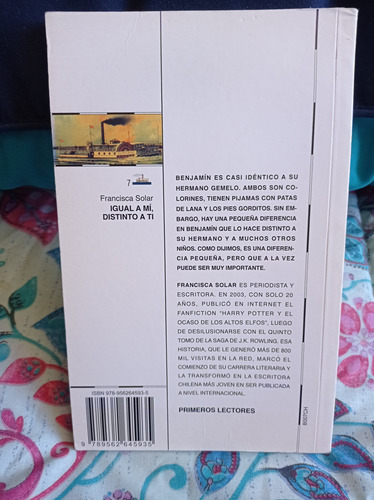 7
Francisca Solar
IGUAL A MÍ,
DISTINTO A TI
BENJAMÍN ES CASI IDÉNTICO A SU
HERMANO GEMELO. AMBOS SON CO-
LORINES, TIENEN PIJAMAS CON PATAS
DE LANA Y LOS PIES GORDITOS. SIN EM-
BARGO, HAY UNA PEQUEÑA DIFERENCIA
EN BENJAMÍN QUE LO HACE DISTINTO A
SU HERMANO Y A MUCHOS OTROS
NIÑOS. COMO DIJIMOS, ES UNA DIFEREN-
CIA PEQUEÑA, PERO QUE A LA VEZ
PUEDE SER MUY IMPORTANTE.
FRANCISCA SOLAR ES PERIODISTA Y
ESCRITORA. EN 2003, CON SOLO 20
AÑOS, PUBLICÓ EN INTERNET EL
FANFICTION "HARRY POTTER Y EL
OCASO DE LOS ALTOS ELFOS", LUEGO
DE DESILUSIONARSE CON EL QUINTO
TOMO DE LA SAGA DE J.K. ROWLING. ESA
HISTORIA, QUE LE GENERÓ MÁS DE 800
MIL VISITAS EN LA RED, MARCÓ EL
COMIENZO DE SU CARRERA LITERARIA Y
LA TRANSFORMÓ EN LA ESCRITORA
CHILENA MÁS JOVEN EN SER PUBLICADA
A NIVEL INTERNACIONAL.
PRIMEROS LECTORES
ISBN 978-956264593-5
9 789562 645935